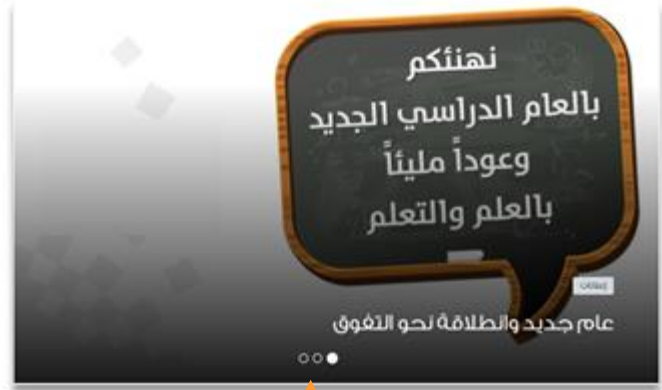 نهنئكم
بالعام الدراسي الجديد
وعوداً مليئاً
بالعلم والتعلم
إعلانات
عام جديد وانطلاقة نحو التفوق